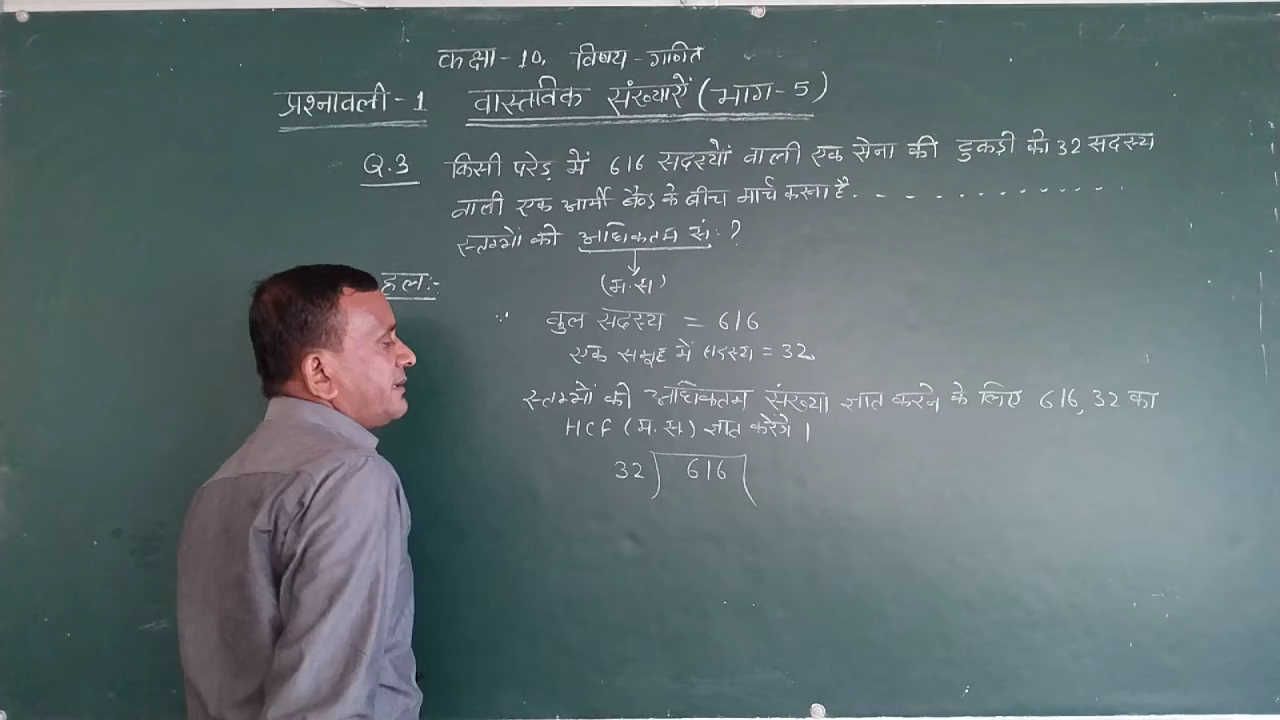 कक्षा - 10, विषय - गणित
प्रश्नावली - 1 वास्तविक संख्याऐं (भाग - 5)
Q.3 किसी परेड़ में 616 सदस्यों वाली एक सेना की टुकड़ी को 32 सदस्य
वाली एक आर्मी बैंड के बीच मार्च करना है. - - - - - - - - - - - - -
स्तम्भों की अधिकतम सं. ?
(म.स)
हल:-
∵ कुल सदस्य = 616
एक समूह में सदस्य = 32
स्तम्भों की अधिकतम संख्या ज्ञात करने के लिए 616, 32 का
HCF (म.स.) ज्ञात करेंगे ।
32 ) 616 (